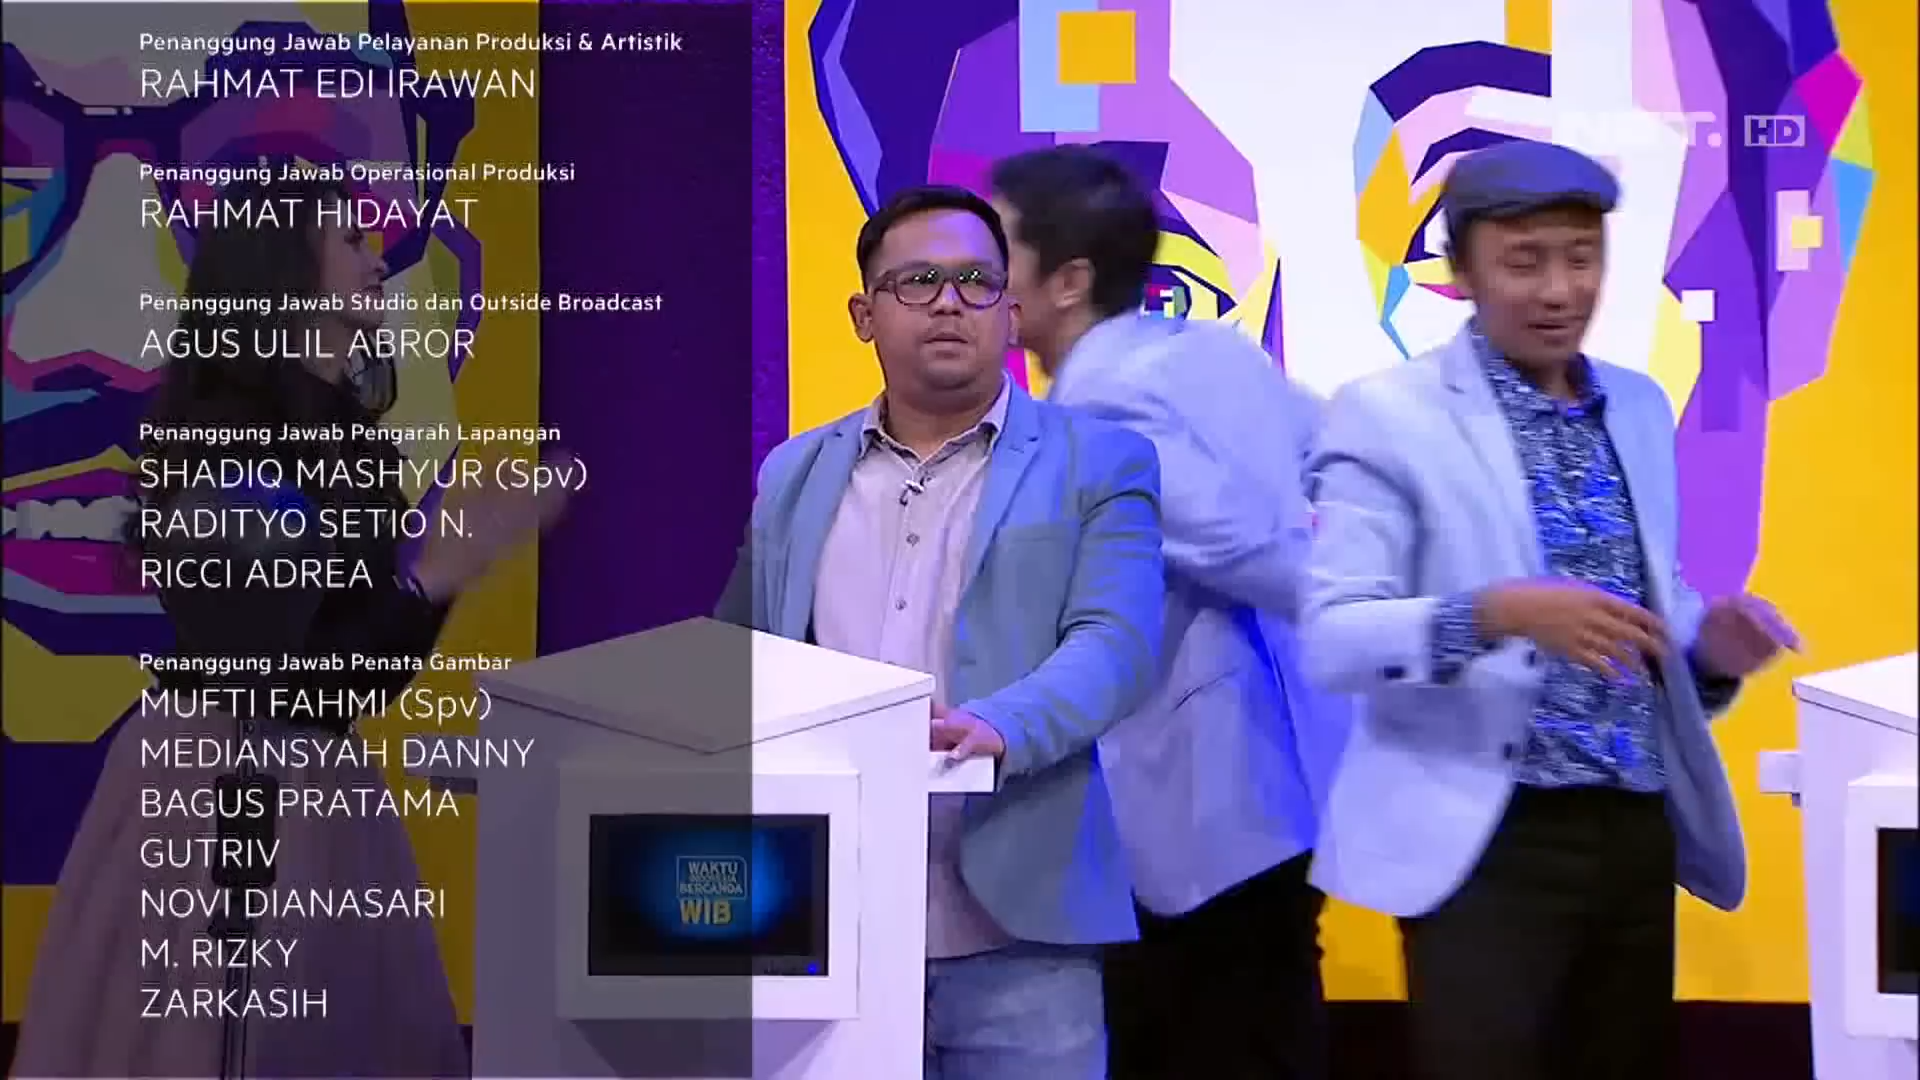 Penanggung Jawab Pelayanan Produksi & Artistik
RAHMAT EDI IRAWAN
Penanggung Jawab Operasional Produksi
RAHMAT HIDAYAT
Penanggung Jawab Studio dan Outside Broadcast
AGUS ULIL ABROR
Penanggung Jawab Pengarah Lapangan
SHADIQ MASHYUR (Spv)
RADITYO SETIO N.
RICCI ADREA
Penanggung Jawab Penata Gambar
MUFTI FAHMI (Spv)
MEDIANSYAH DANNY
BAGUS PRATAMA
GUTRIV
NOVI DIANASARI
M. RIZKY
ZARKASIH
NET. HD
WAKTU
INDONESIA
BERCANDA
WIB